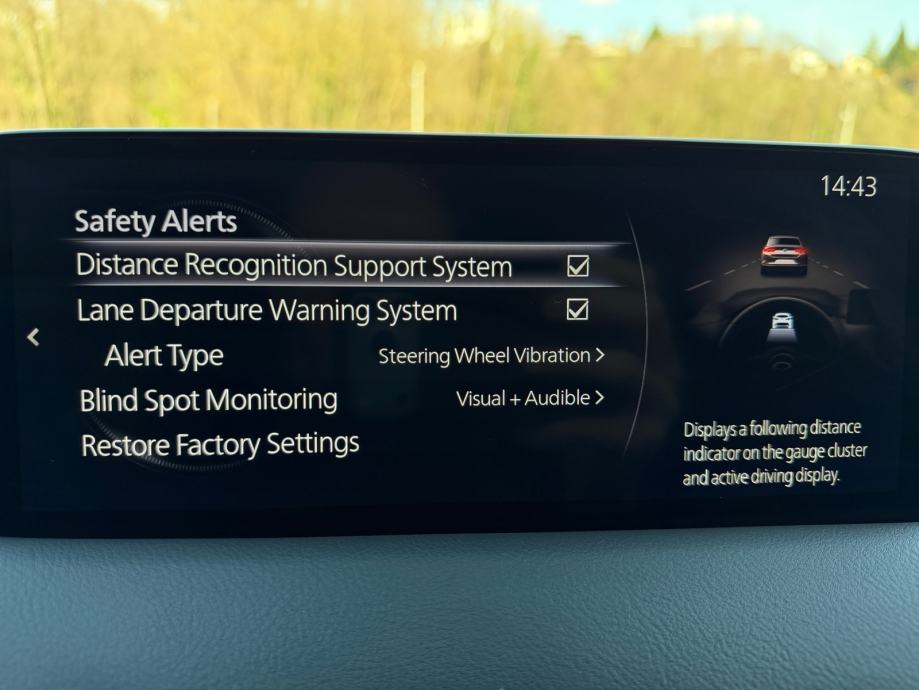 14:43
Safety Alerts
Distance Recognition Support System
Lane Departure Warning System
Alert Type Steering Wheel Vibration >
Blind Spot Monitoring Visual + Audible >
Restore Factory Settings
Displays a following distance
indicator on the gauge cluster
and active driving display.